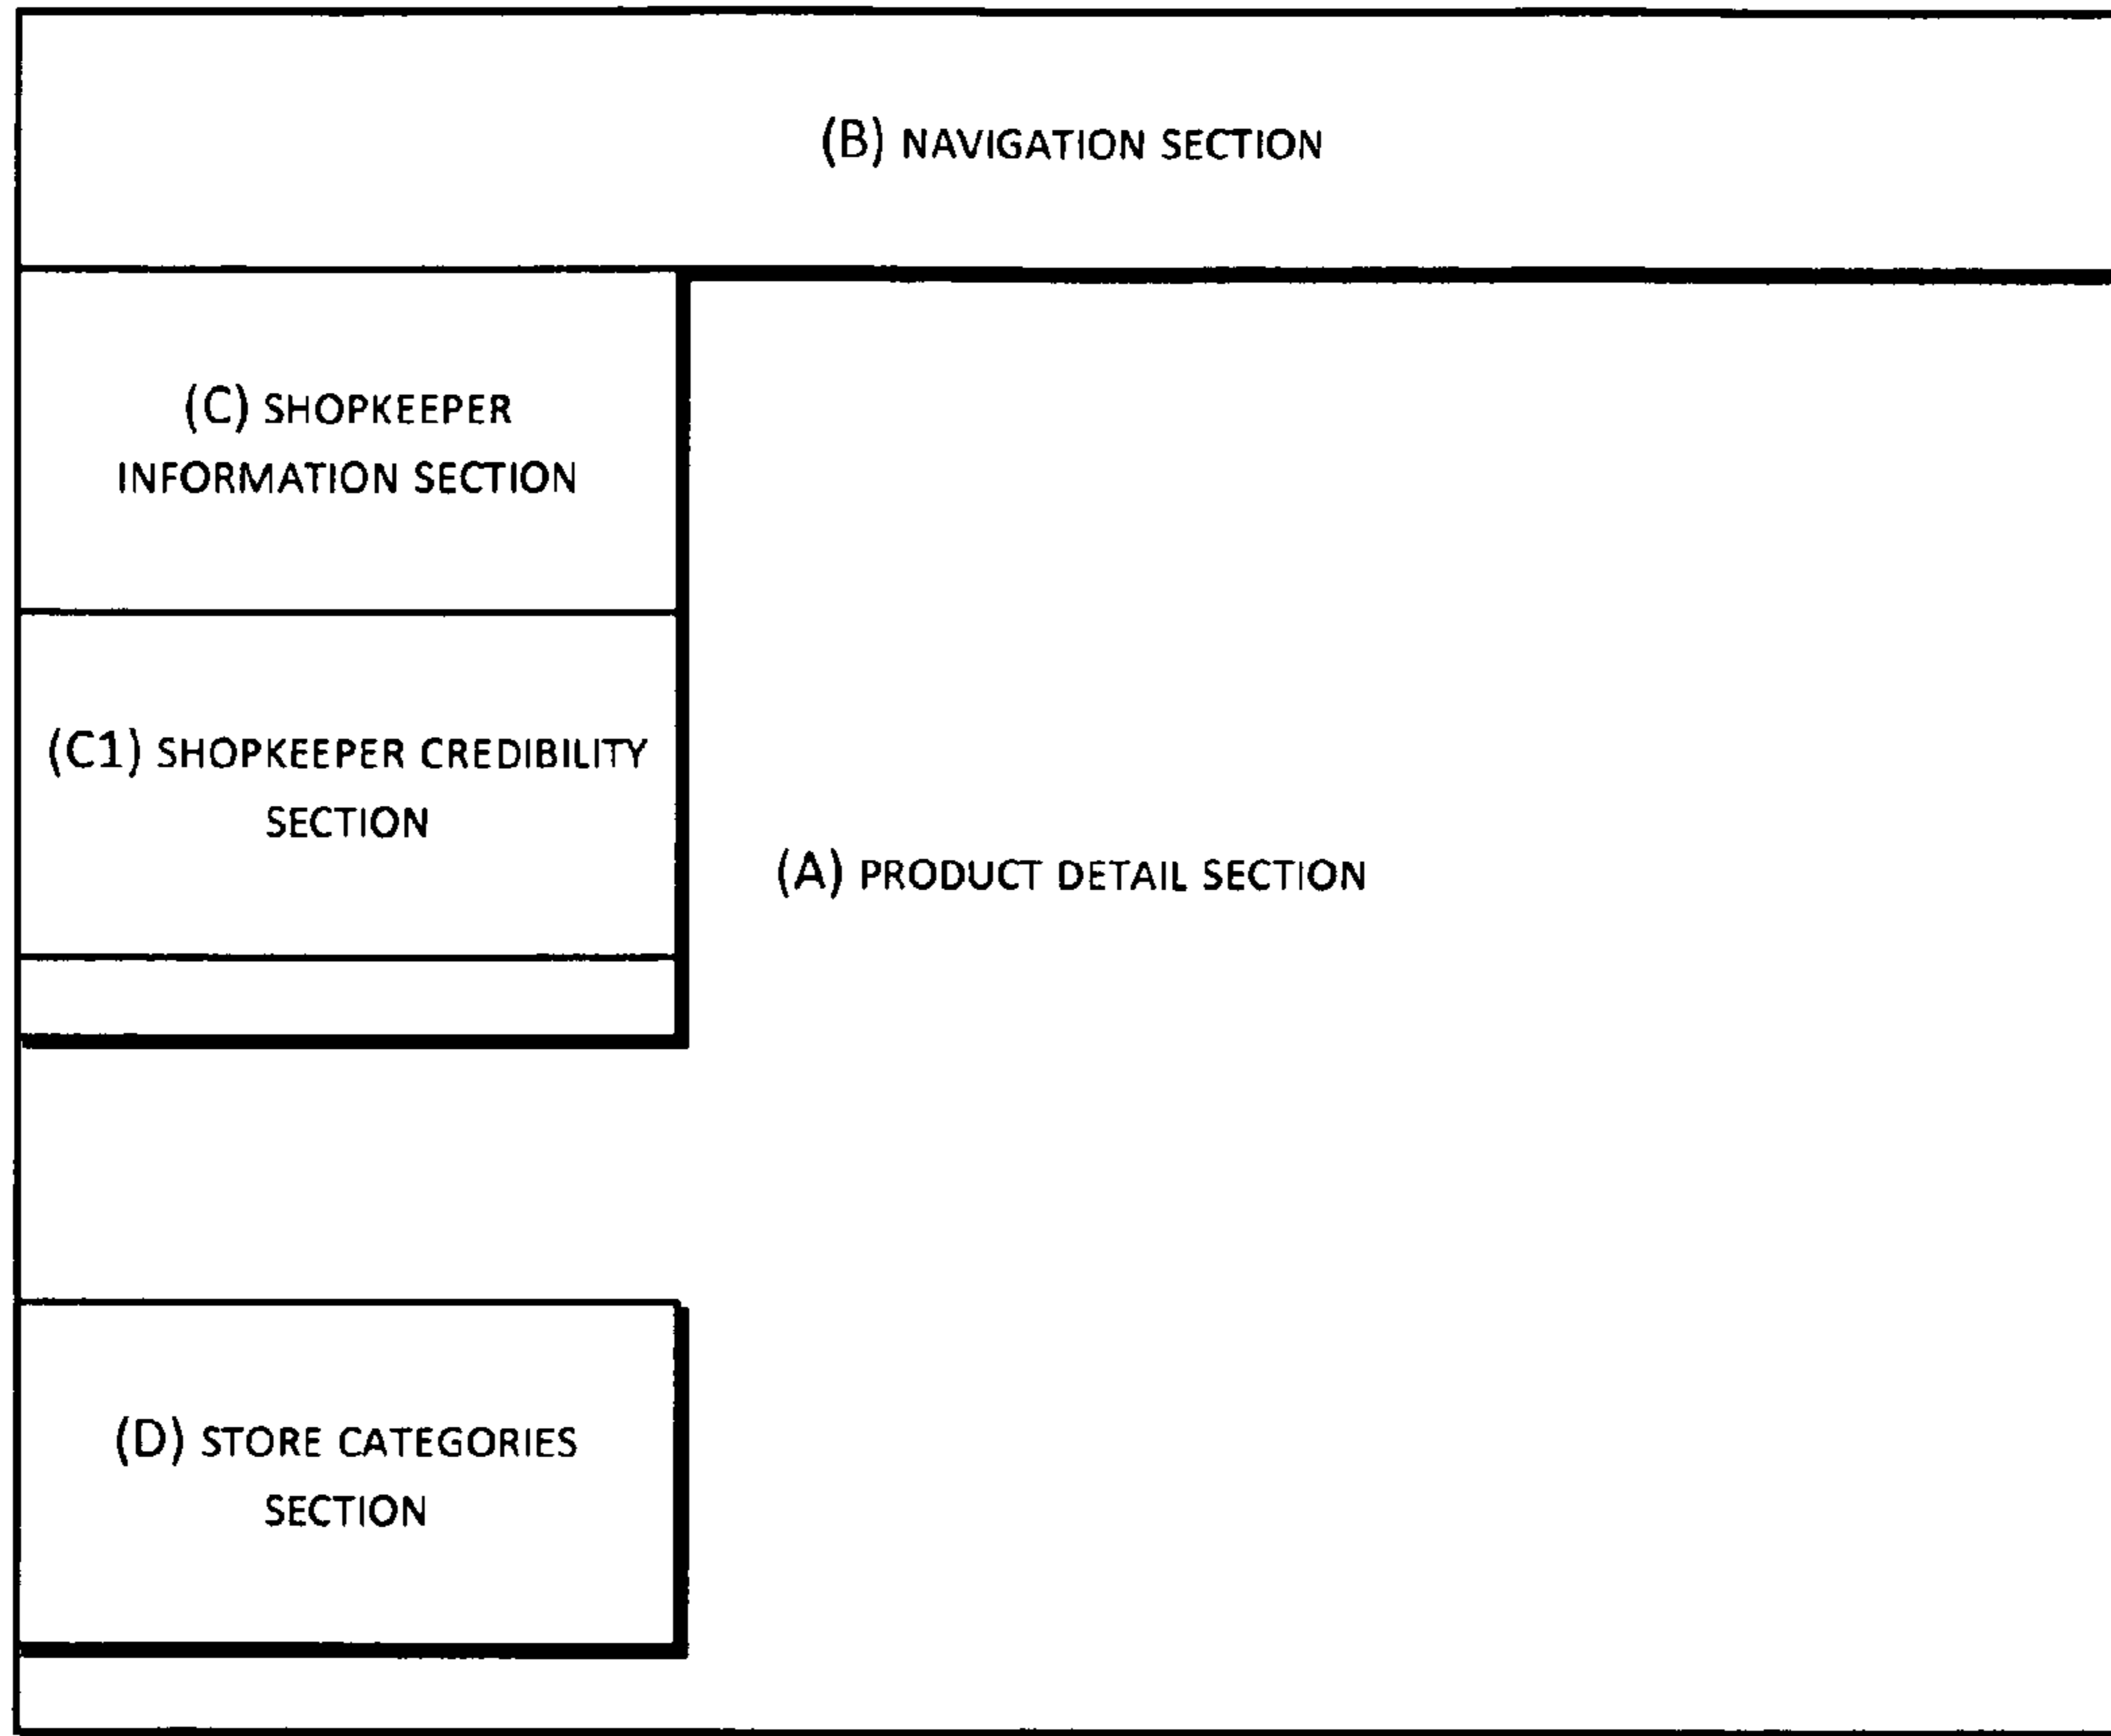 (B) NAVIGATION SECTION
(C) SHOPKEEPER
INFORMATION SECTION
(C1) SHOPKEEPER CREDIBILITY
SECTION
(A) PRODUCT DETAIL SECTION
(D) STORE CATEGORIES
SECTION